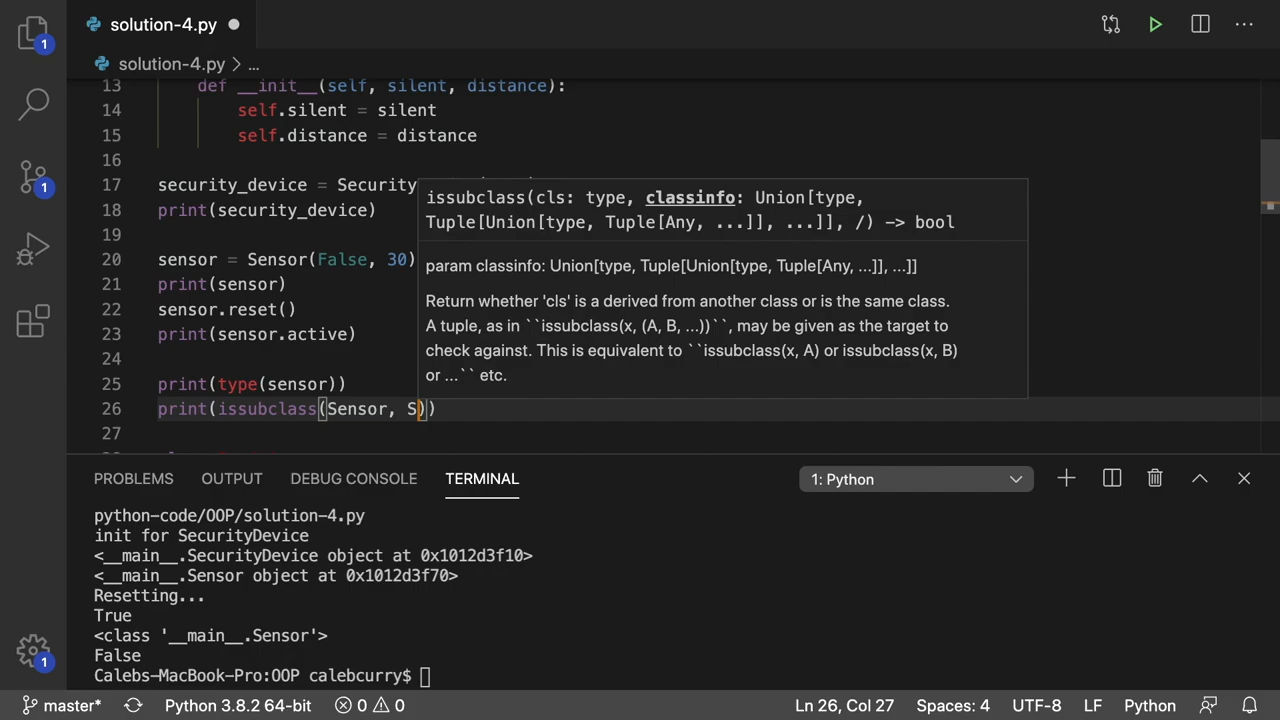 solution-4.py
solution-4.py > ...
13 def __init__(self, silent, distance):
14 self.silent = silent
15 self.distance = distance
16
17 security_device = Security
18 print(security_device)
19
20 sensor = Sensor(False, 30)
21 print(sensor)
22 sensor.reset()
23 print(sensor.active)
24
25 print(type(sensor))
26 print(issubclass(Sensor, S))
27
issubclass(cls: type, classinfo: Union[type,
Tuple[Union[type, Tuple[Any, ...]], ...]], /) -> bool
param classinfo: Union[type, Tuple[Union[type, Tuple[Any, ...]], ...]]
Return whether 'cls' is a derived from another class or is the same class.
A tuple, as in ``issubclass(x, (A, B, ...))``, may be given as the target to
check against. This is equivalent to ``issubclass(x, A) or issubclass(x, B)
or ...`` etc.
1
1
1
PROBLEMS OUTPUT DEBUG CONSOLE TERMINAL 1: Python
python-code/OOP/solution-4.py
init for SecurityDevice
<__main__.SecurityDevice object at 0x1012d3f10>
<__main__.Sensor object at 0x1012d3f70>
Resetting...
True
<class '__main__.Sensor'>
False
Calebs-MacBook-Pro:OOP calebcurry$
master* Python 3.8.2 64-bit 0 0 Ln 26, Col 27 Spaces: 4 UTF-8 LF Python